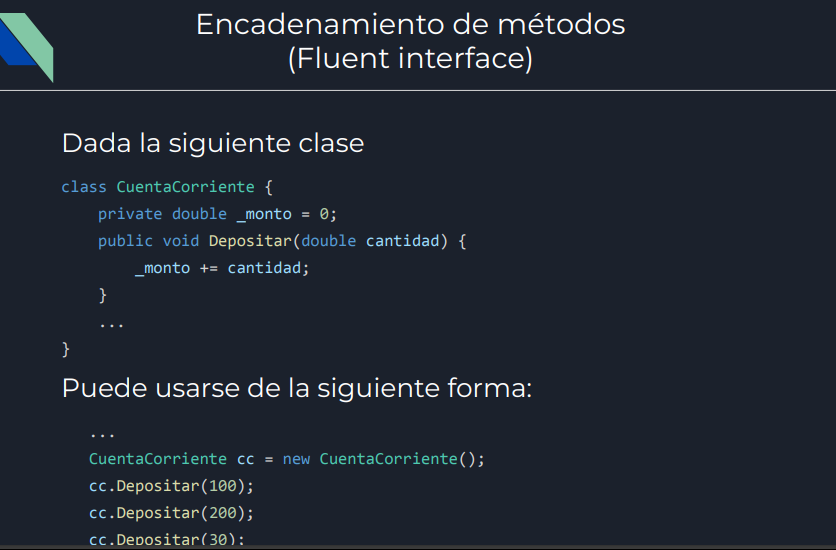 Encadenamiento de métodos
(Fluent interface)
Dada la siguiente clase
class CuentaCorriente {
    private double _monto = 0;
    public void Depositar(double cantidad) {
        _monto += cantidad;
    }
    ...
}
Puede usarse de la siguiente forma:
...
CuentaCorriente cc = new CuentaCorriente();
cc.Depositar(100);
cc.Depositar(200);
cc.Depositar(30);